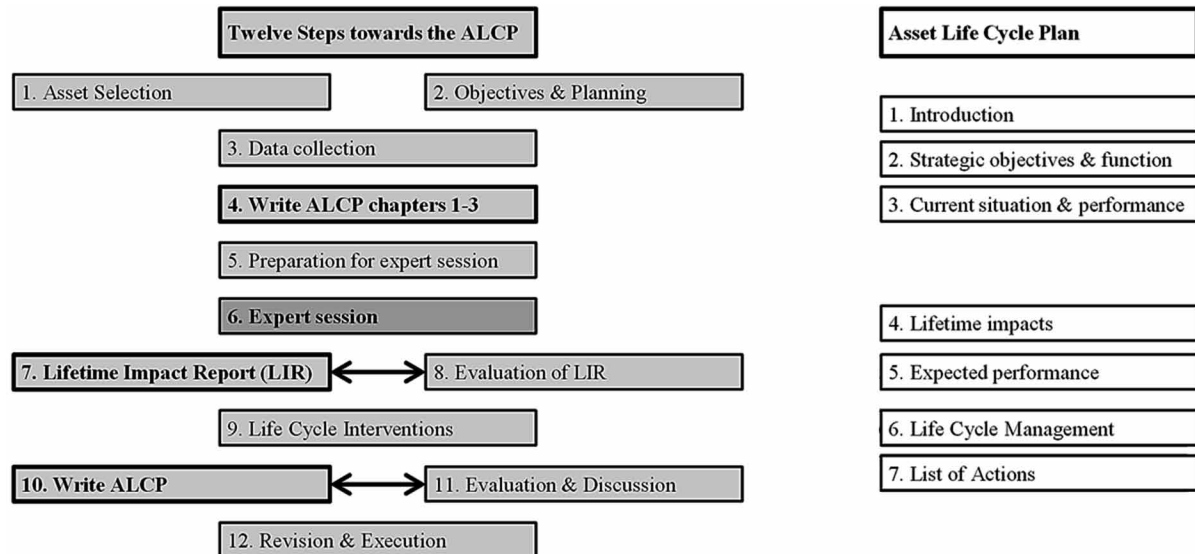 Twelve Steps towards the ALCP
1. Asset Selection
2. Objectives & Planning
3. Data collection
4. Write ALCP chapters 1-3
5. Preparation for expert session
6. Expert session
7. Lifetime Impact Report (LIR)
8. Evaluation of LIR
9. Life Cycle Interventions
10. Write ALCP
11. Evaluation & Discussion
12. Revision & Execution
Asset Life Cycle Plan
1. Introduction
2. Strategic objectives & function
3. Current situation & performance
4. Lifetime impacts
5. Expected performance
6. Life Cycle Management
7. List of Actions